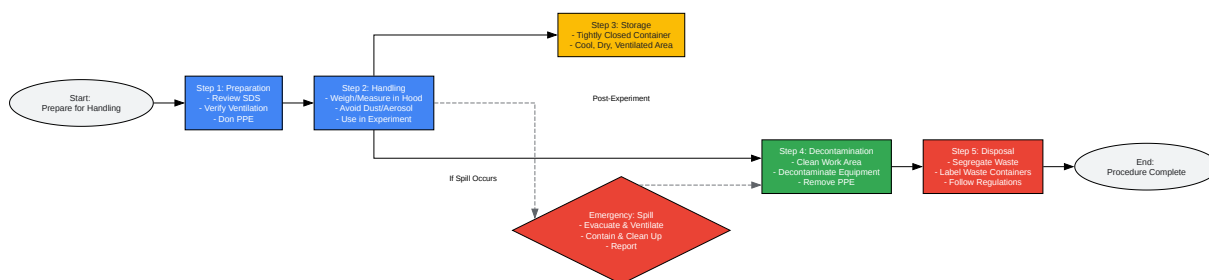 Start:
Prepare for Handling
Step 1: Preparation
- Review SDS
- Verify Ventilation
- Don PPE
Step 2: Handling
- Weigh/Measure in Hood
- Avoid Dust/Aerosol
- Use in Experiment
Step 3: Storage
- Tightly Closed Container
- Cool, Dry, Ventilated Area
Post-Experiment
If Spill Occurs
Emergency: Spill
- Evacuate & Ventilate
- Contain & Clean Up
- Report
Step 4: Decontamination
- Clean Work Area
- Decontaminate Equipment
- Remove PPE
Step 5: Disposal
- Segregate Waste
- Label Waste Containers
- Follow Regulations
End:
Procedure Complete